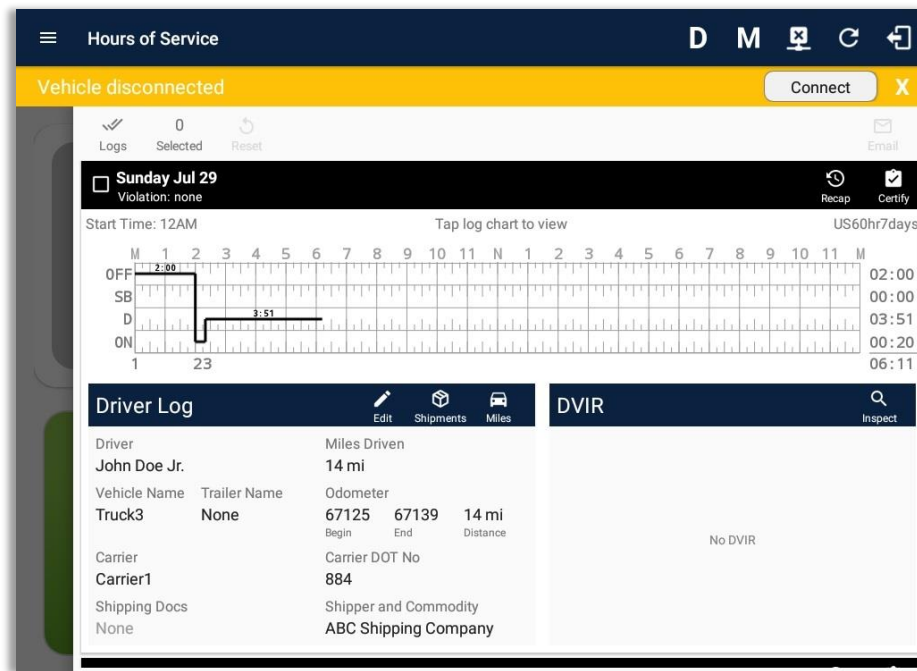 Hours of Service D M
Vehicle disconnected Connect X
Logs 0 Selected Reset Email
Sunday Jul 29
Violation: none Recap Certify
Start Time: 12AM Tap log chart to view US60hr7days
M 1 2 3 4 5 6 7 8 9 10 11 N 1 2 3 4 5 6 7 8 9 10 11 M
OFF 2:00 02:00
SB 00:00
D 3:51 03:51
ON 00:20
1 23 06:11
Driver Log Edit Shipments Miles DVIR Inspect
Driver Miles Driven
John Doe Jr. 14 mi
Vehicle Name Trailer Name Odometer
Truck3 None 67125 67139 14 mi
Begin End Distance
No DVIR
Carrier Carrier DOT No
Carrier1 884
Shipping Docs Shipper and Commodity
None ABC Shipping Company